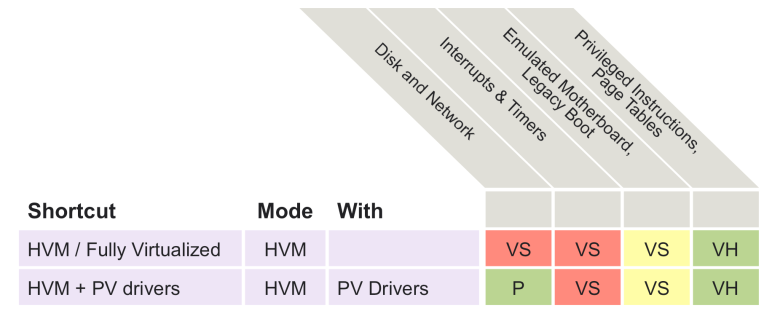 Disk and Network
Interrupts & Timers
Emulated Motherboard,
Legacy Boot
Privileged Instructions,
Page Tables
Shortcut Mode With
HVM / Fully Virtualized HVM VS VS VS VH
HVM + PV drivers HVM PV Drivers P VS VS VH